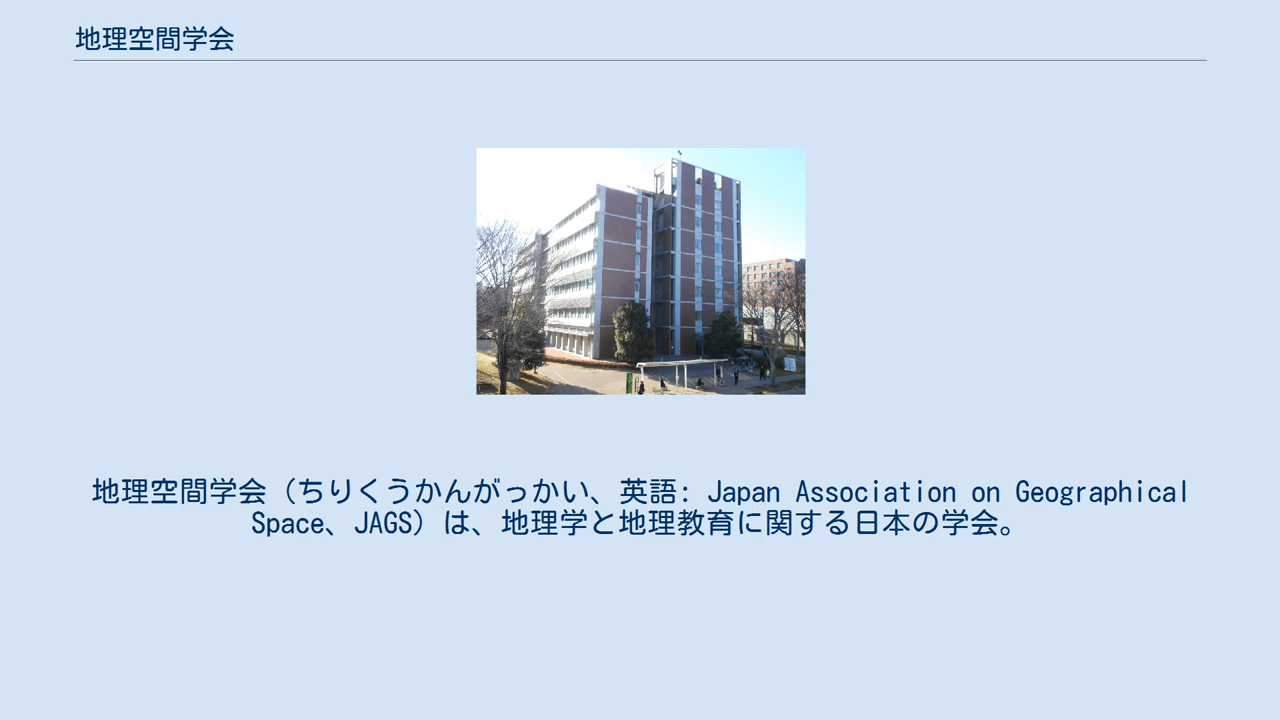 地理空間学会
地理空間学会（ちりくうかんがっかい、英語: Japan Association on Geographical
Space、JAGS）は、地理学と地理教育に関する日本の学会。